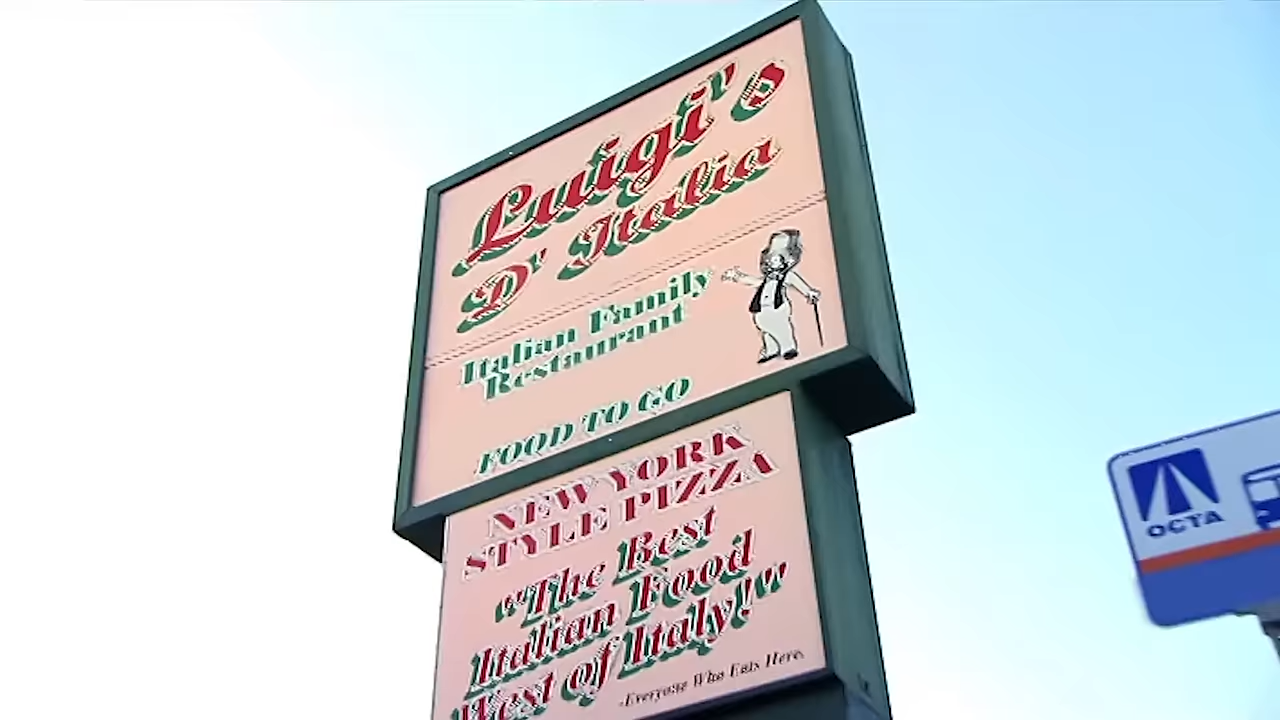 Luigi's
D' Italia
Italian Family
Restaurant
FOOD TO GO
NEW YORK
STYLE PIZZA
"The Best
Italian Food
West of Italy!"
-Everyone Who Eats Here.
OCTA